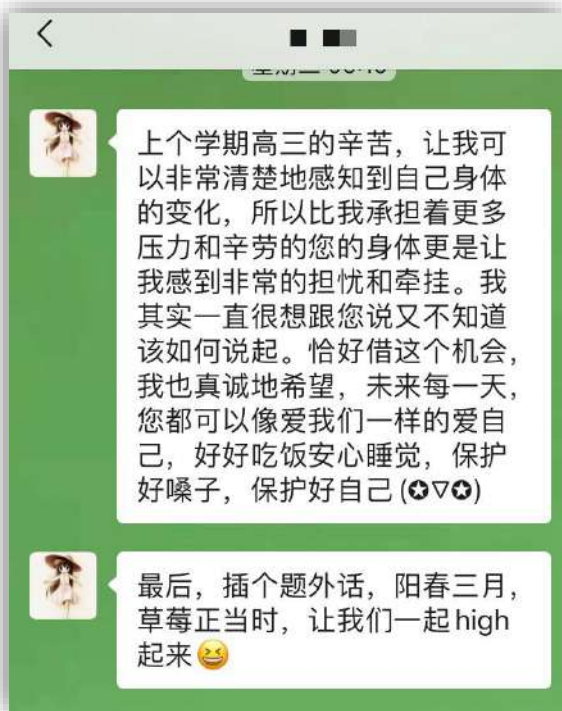 上个学期高三的辛苦，让我可
以非常清楚地感知到自己身体
的变化，所以比我承担着更多
压力和辛劳的您的身体更是让
我感到非常的担忧和牵挂。我
其实一直很想跟您说又不知道
该如何说起。恰好借这个机会，
我也真诚地希望，未来每一天，
您都可以像爱我们一样的爱自
己，好好吃饭安心睡觉，保护
好嗓子，保护好自己(✪▽✪)
最后，插个题外话，阳春三月，
草莓正当时，让我们一起high
起来😆